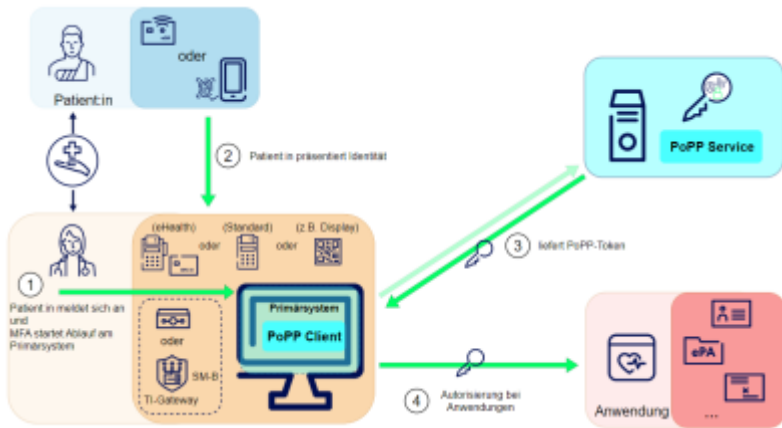 oder
Patient:in
2
Patient:in präsentiert Identität
PoPP Service
(eHealth)
(Standard)
(z.B. Display)
oder
oder
3
liefert PoPP-Token
1
Patient:in meldet sich an
und
MFA startet Ablauf am
Primärsystem
Primärsystem
PoPP Client
oder
SM-B
TI-Gateway
4
Autorisierung bei
Anwendungen
ePA
Anwendung
...